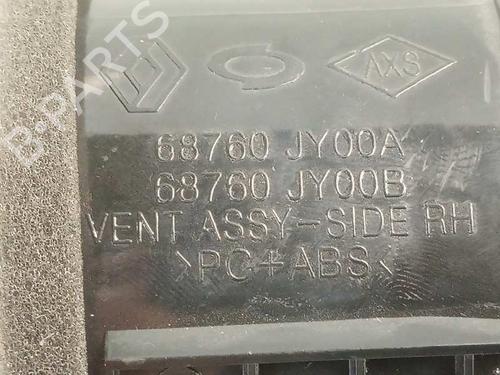 B-PARTS
AXS
68760 JY00A
68760 JY00B
VENT ASSY-SIDE RH
>PC+ABS<